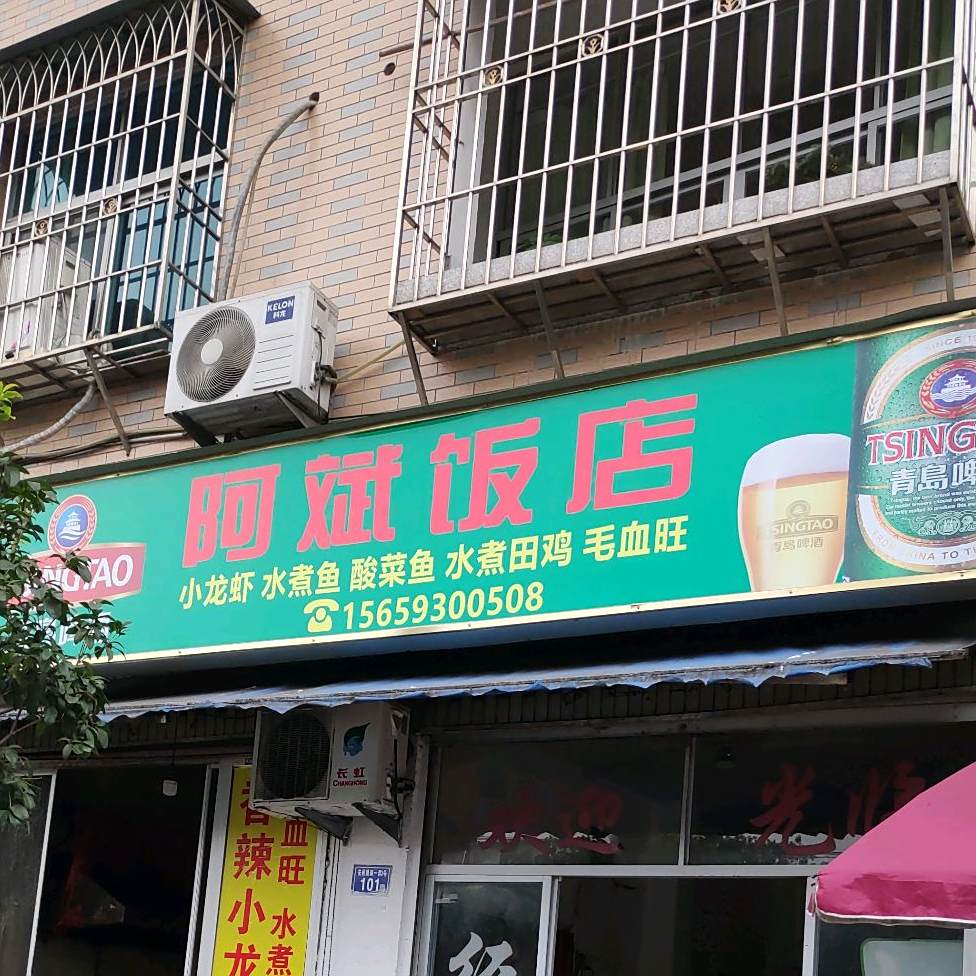 KELON
科龙
阿斌饭店
小龙虾 水煮鱼 酸菜鱼 水煮田鸡 毛血旺
15659300508
TSINGTAO
青岛啤酒
TSINGTAO
青島啤
长虹
CHANGHONG
香辣小龙
血旺 水煮
101
欢迎 光临